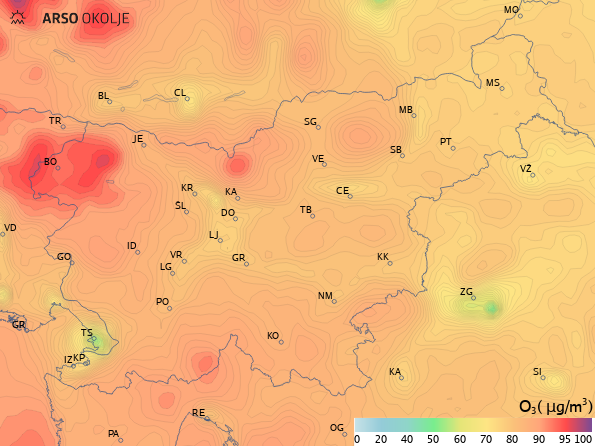 ARSO OKOLJE
MO
MS
BL
CL
MB
TR
SG
JE
PT
SB
BO
VE
VŽ
KR
KA
CE
ŠL
DO
TB
VD
LJ
ID
VR
GO
GR
KK
LG
ZG
NM
PO
GR
TS
KO
IZ KP
KA
SI
RE
O₃( µg/m³)
OG
PA
0 20 40 50 60 70 80 90 95 100